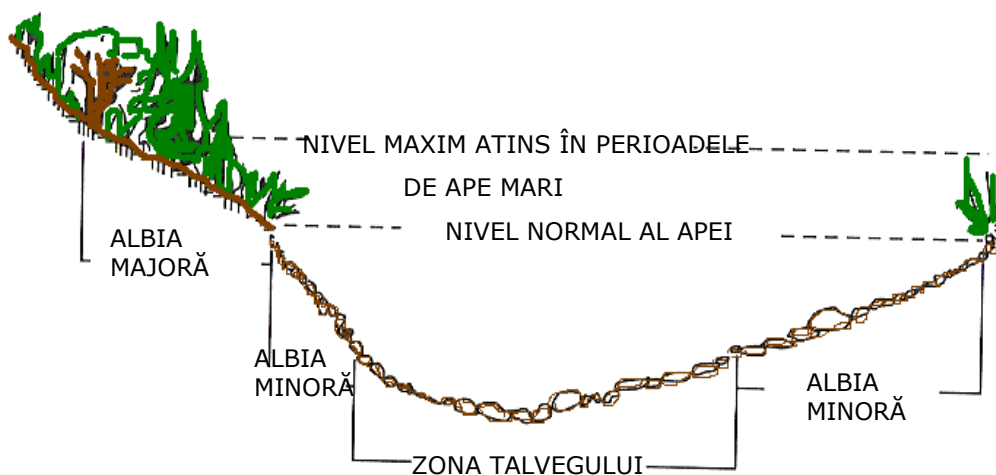 NIVEL MAXIM ATINS ÎN PERIOADELE
DE APE MARI
NIVEL NORMAL AL APEI
ALBIA
MAJORĂ
ALBIA
MINORĂ
ALBIA
MINORĂ
ZONA TALVEGULUI